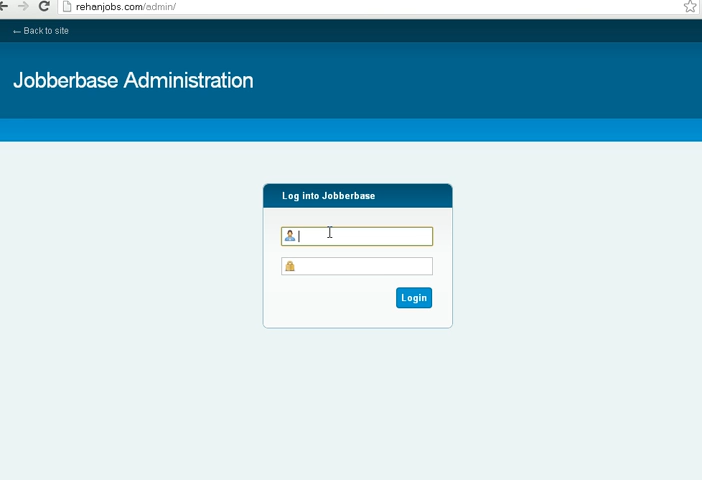 rehanjobs.com/admin/
← Back to site
Jobberbase Administration
Log into Jobberbase
Login